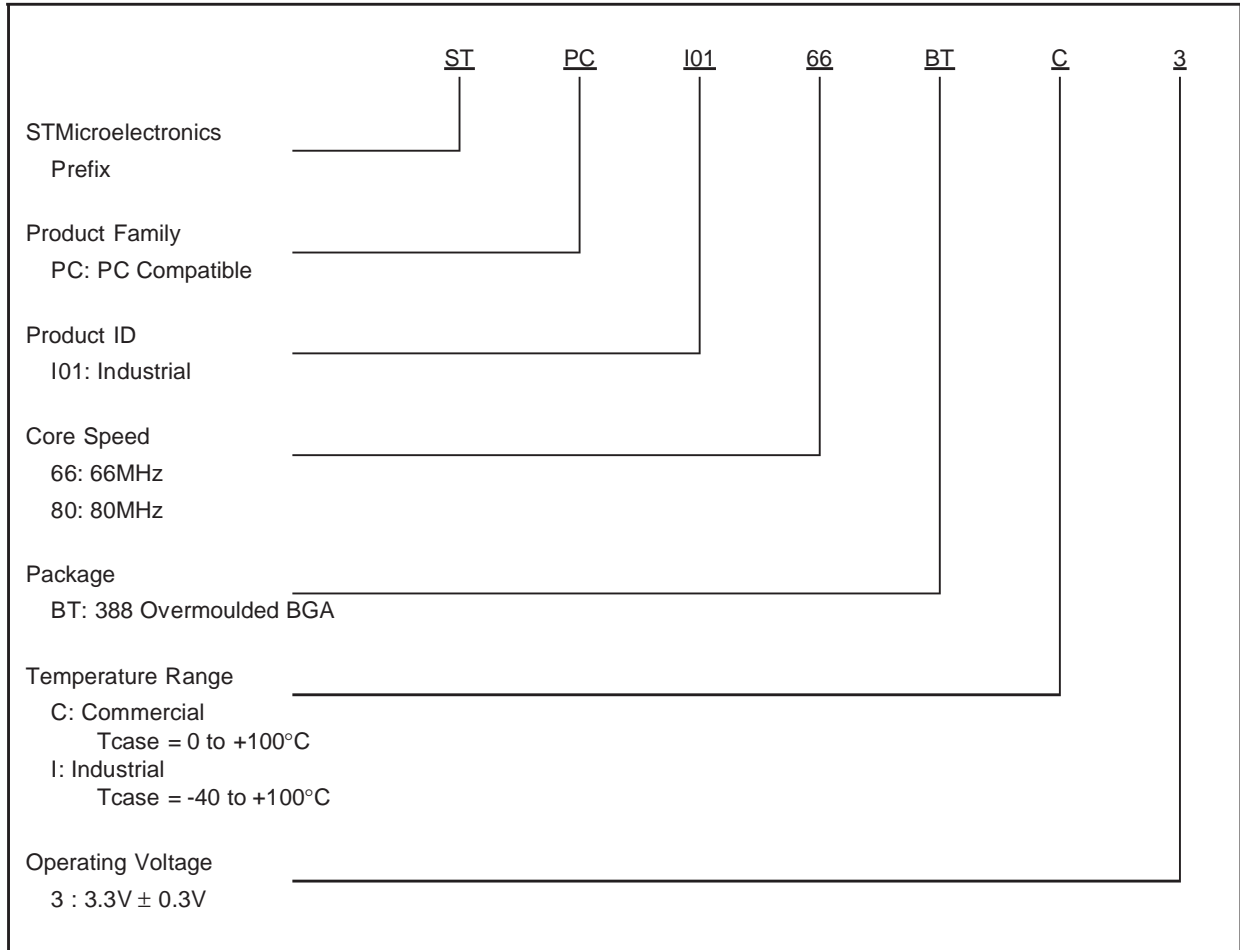 ST PC I01 66 BT C 3
STMicroelectronics
Prefix
Product Family
PC: PC Compatible
Product ID
I01: Industrial
Core Speed
66: 66MHz
80: 80MHz
Package
BT: 388 Overmoulded BGA
Temperature Range
C: Commercial
Tcase = 0 to +100°C
I: Industrial
Tcase = -40 to +100°C
Operating Voltage
3 : 3.3V ± 0.3V